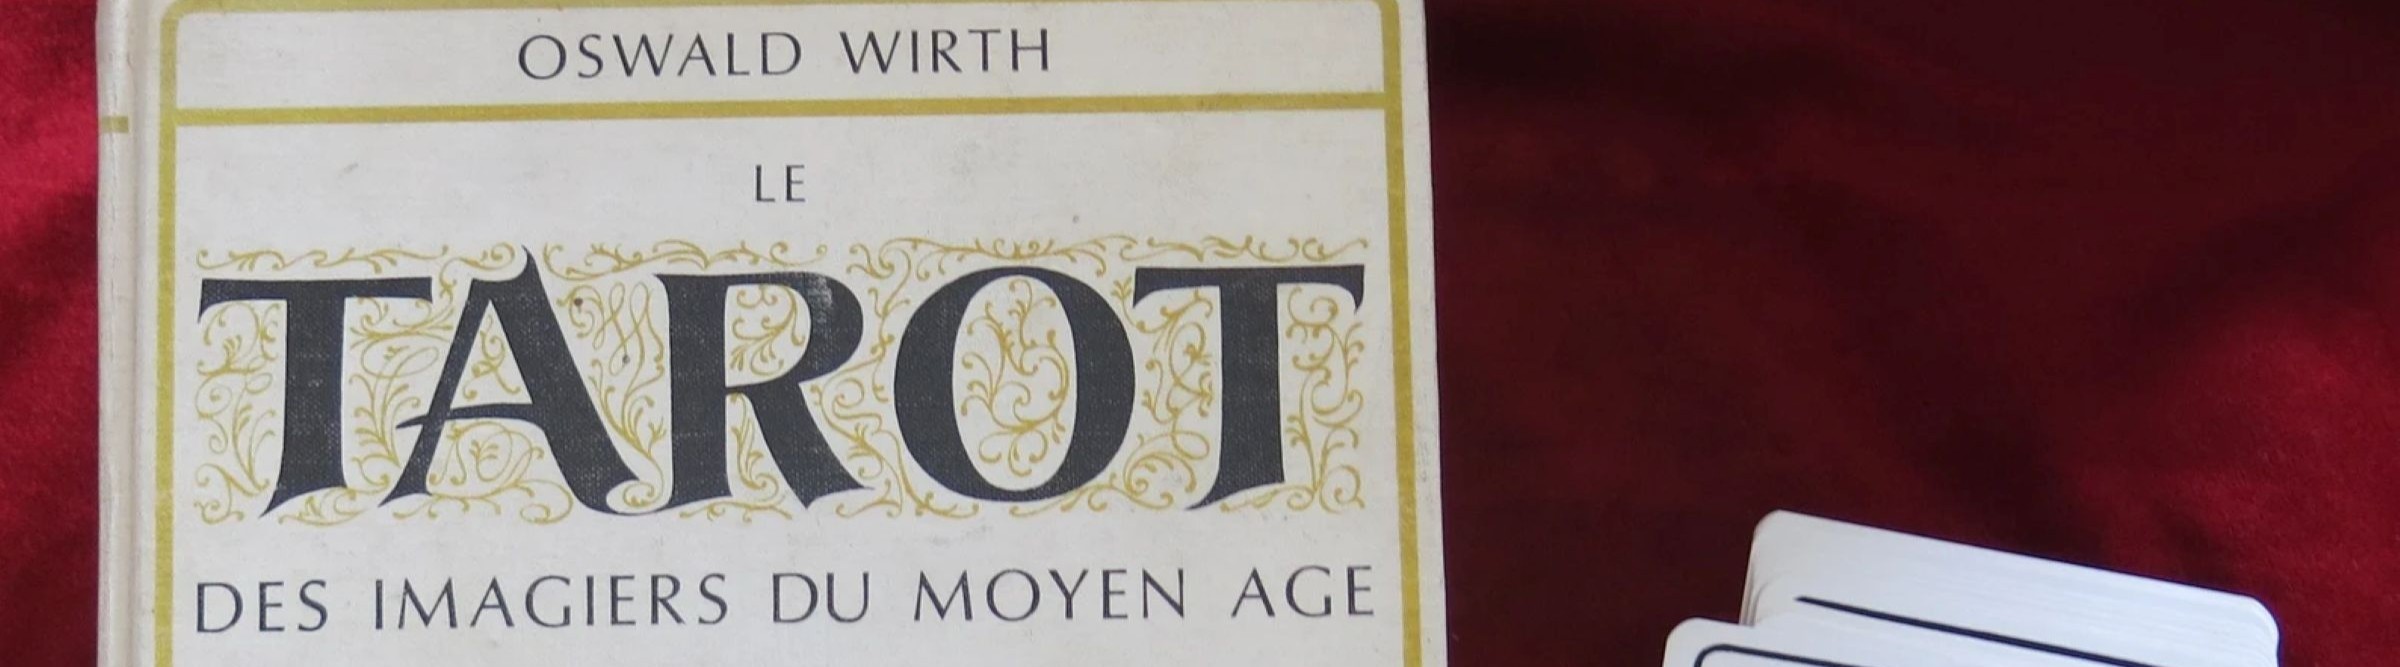 OSWALD WIRTH
LE
TAROT
DES IMAGIERS DU MOYEN AGE